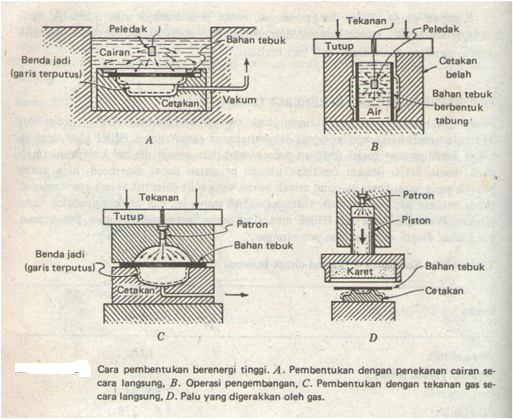 Peledak
Cairan
Bahan tebuk
Benda jadi
(garis terputus)
Cetakan
Vakum
A
Tekanan
Tutup
Peledak
Cetakan
belah
Bahan tebuk
berbentuk
tabung
Air
B
Tekanan
Tutup
Patron
Bahan tebuk
Benda jadi
(garis terputus)
Cetakan
C
Patron
Piston
Karet
Bahan tebuk
Cetakan
D
Cara pembentukan berenergi tinggi. A. Pembentukan dengan penekanan cairan se-
cara langsung, B. Operasi pengembangan, C. Pembentukan dengan tekanan gas se-
cara langsung, D. Palu yang digerakkan oleh gas.